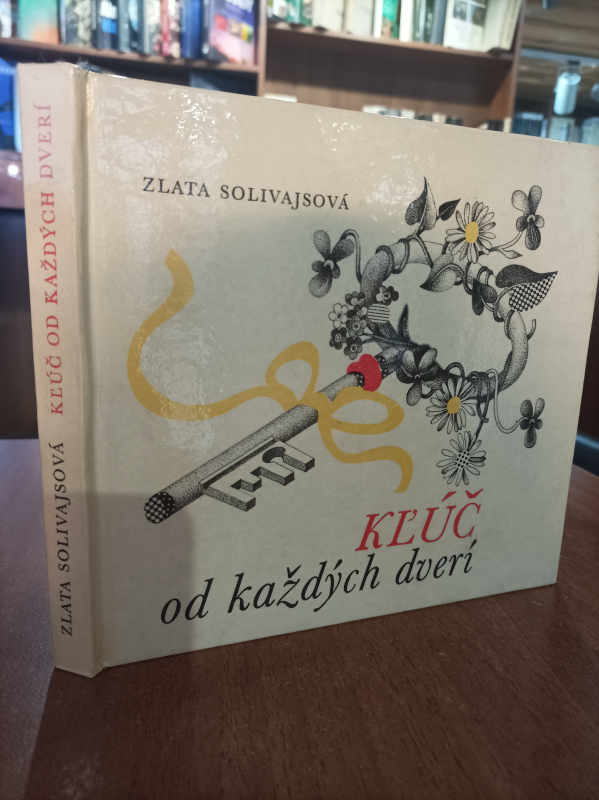 ZLATA SOLIVAJSOVÁ KĽÚČ OD KAŽDÝCH DVERÍ
ZLATA SOLIVAJSOVÁ
KĽÚČ
od každých dverí